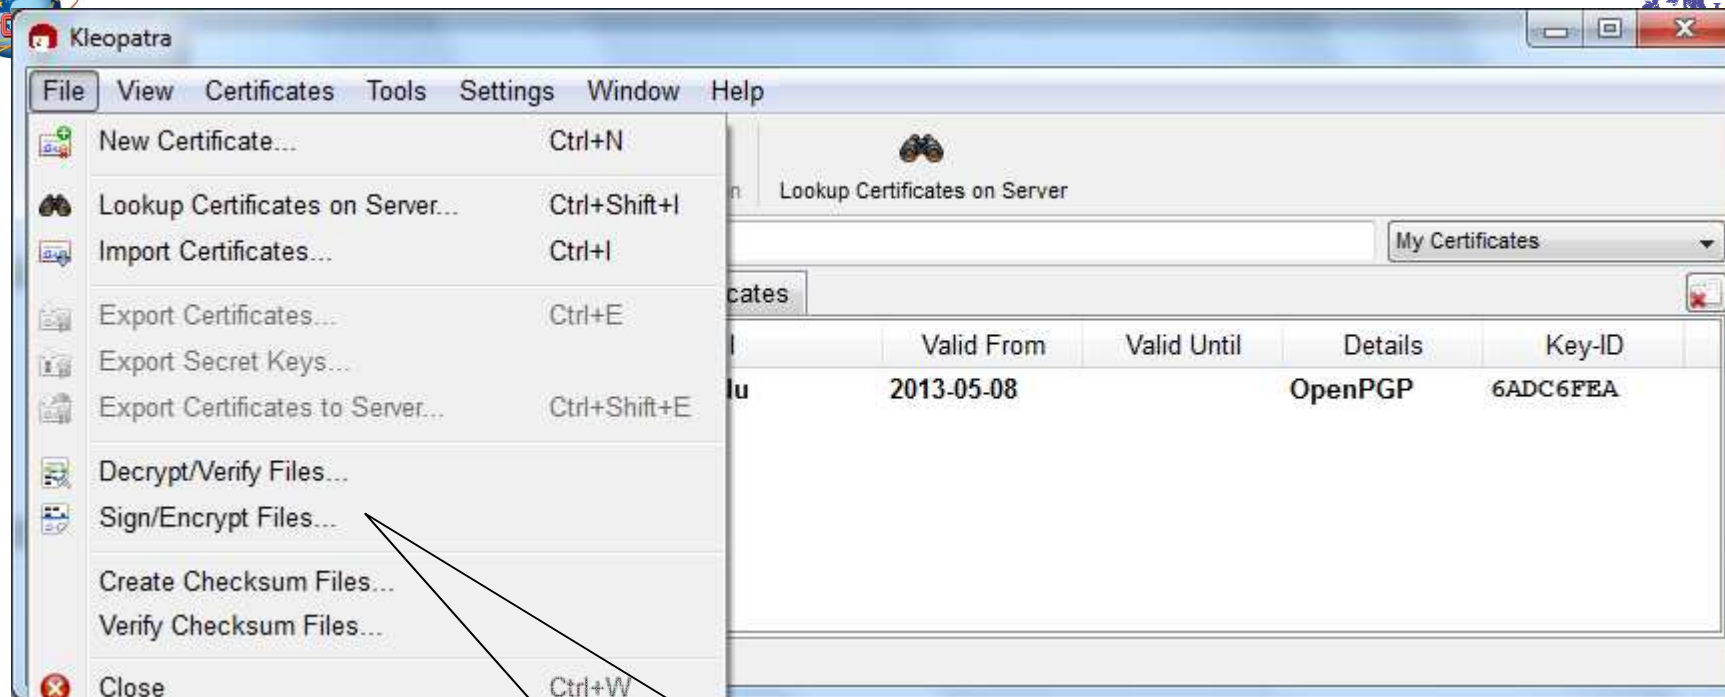 Kleopatra
File View Certificates Tools Settings Window Help
New Certificate... Ctrl+N
Lookup Certificates on Server... Ctrl+Shift+I
Import Certificates... Ctrl+I
Export Certificates... Ctrl+E
Export Secret Keys...
Export Certificates to Server... Ctrl+Shift+E
Decrypt/Verify Files...
Sign/Encrypt Files...
Create Checksum Files...
Verify Checksum Files...
Close Ctrl+W
Lookup Certificates on Server
My Certificates
cates
Valid From Valid Until Details Key-ID
2013-05-08 OpenPGP 6ADC6FEA